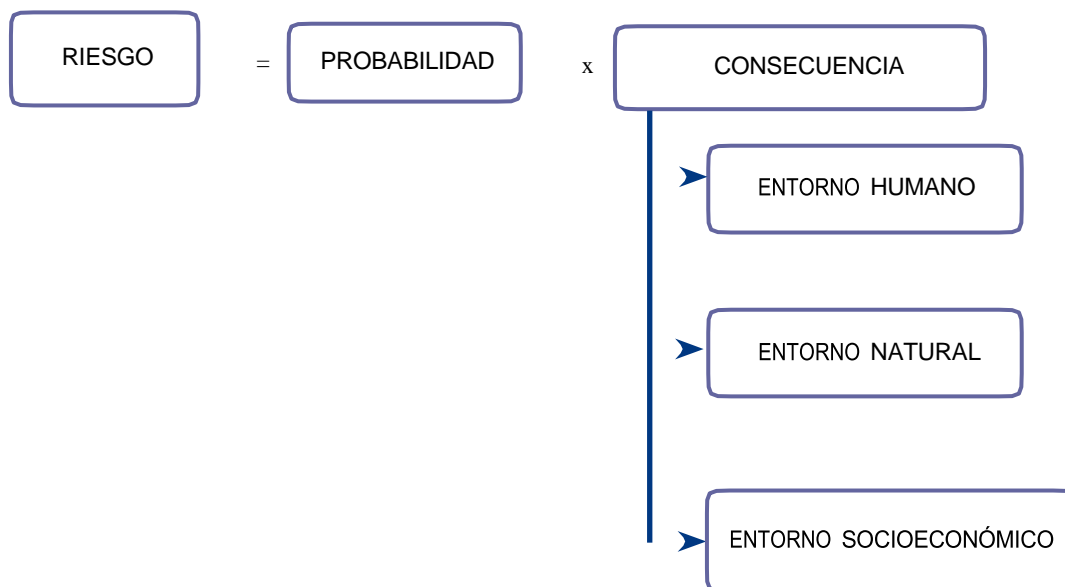 RIESGO = PROBABILIDAD x CONSECUENCIA
ENTORNO HUMANO
ENTORNO NATURAL
ENTORNO SOCIOECONÓMICO